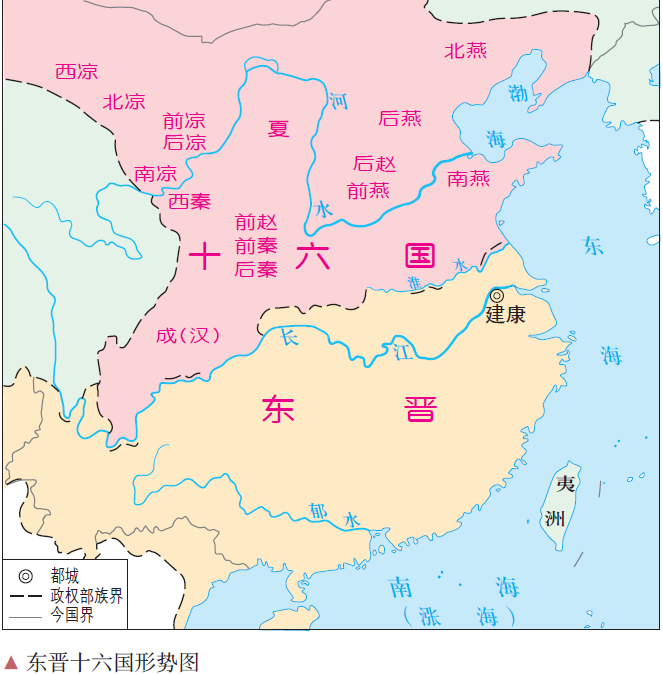 北燕
西凉
渤
北凉
河
前凉
后燕
夏
后凉
海
后赵
南凉
前燕
南燕
西秦
水
前赵
前秦
后秦
十六国
东
淮水
海
建康
成(汉)
长江
东晋
夷洲
郁水
南海
(涨海)
都城
政权部族界
今国界
▲ 东晋十六国形势图